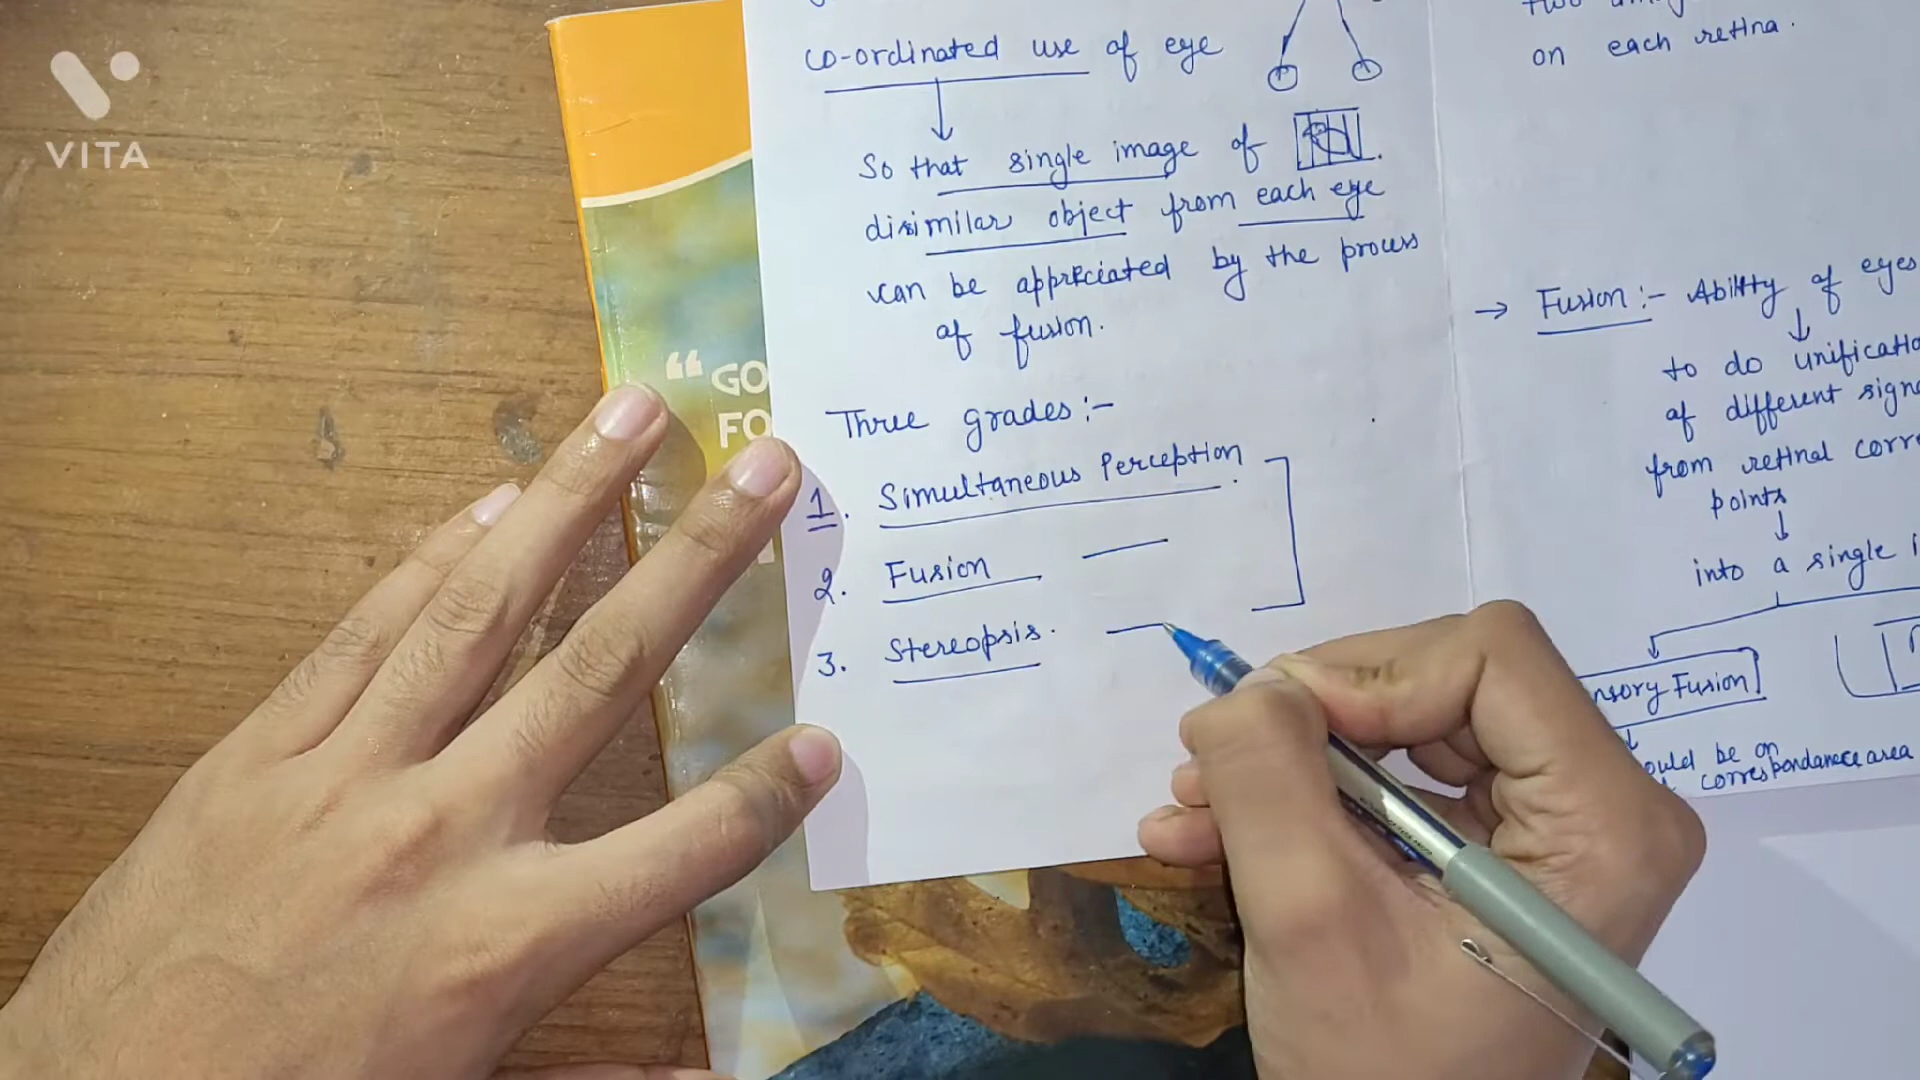 VITA
co-ordinated use of eye
So that single image of
disimilar object from each eye
can be appreciated by the process
of fusion.
Three grades:-
1. Simultaneous Perception
2. Fusion
3. Stereopsis.
on each retina.
→ Fusion:- Ability of eyes
to do unificatio
of different sign
from retinal corre
points
into a single i
nsory Fusion
ould be on
correspondance area
“ GO
FO